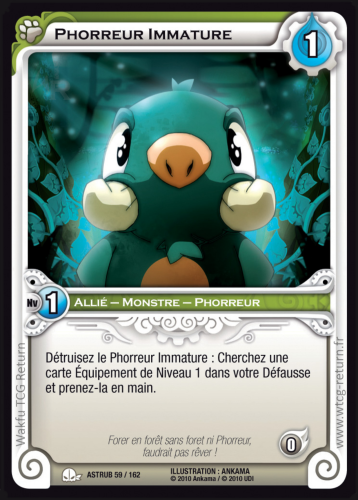 Phorreur Immature
1
Nv 1
Allié – Monstre – Phorreur
Détruisez le Phorreur Immature : Cherchez une
carte Équipement de Niveau 1 dans votre Défausse
et prenez-la en main.
Forer en forêt sans foret ni Phorreur,
faudrait pas rêver !
0
Wakfu TCG Return
www.wtcg-return.fr
ASTRUB 59 / 162
ILLUSTRATION : ANKAMA
© 2010 Ankama / © 2010 UDI